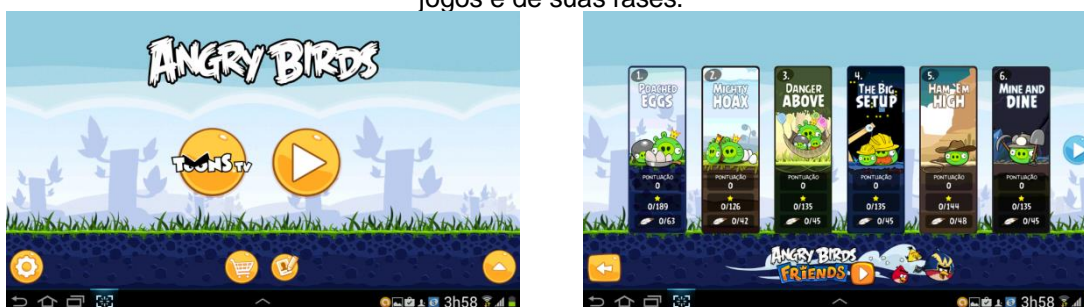 jogos e de suas fases.
ANGRY BIRDS
TOONS.TV
3h58
1.
POACHED
EGGS
PONTUAÇÃO
0
0/189
0/63
2.
MIGHTY
HOAX
PONTUAÇÃO
0
0/126
0/42
3.
DANGER
ABOVE
PONTUAÇÃO
0
0/135
0/45
4.
THE BIG
SETUP
PONTUAÇÃO
0
0/135
0/45
5.
HAM 'EM
HIGH
PONTUAÇÃO
0
0/144
0/48
6.
MINE AND
DINE
PONTUAÇÃO
0
0/135
0/45
ANGRY BIRDS
FRIENDS
3h58